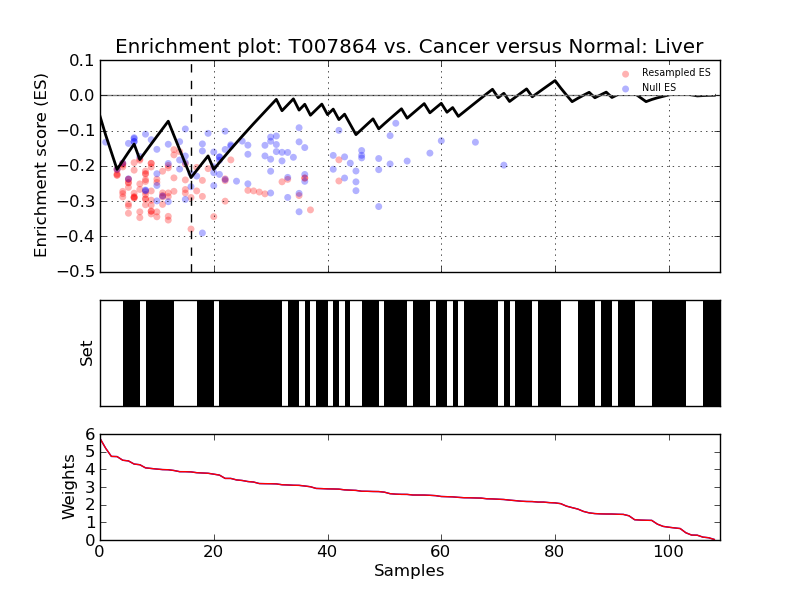 Enrichment plot: T007864 vs. Cancer versus Normal: Liver
Enrichment score (ES)
0.1
0.0
−0.1
−0.2
−0.3
−0.4
−0.5
Resampled ES
Null ES
Set
Weights
6
5
4
3
2
1
0
0 20 40 60 80 100
Samples